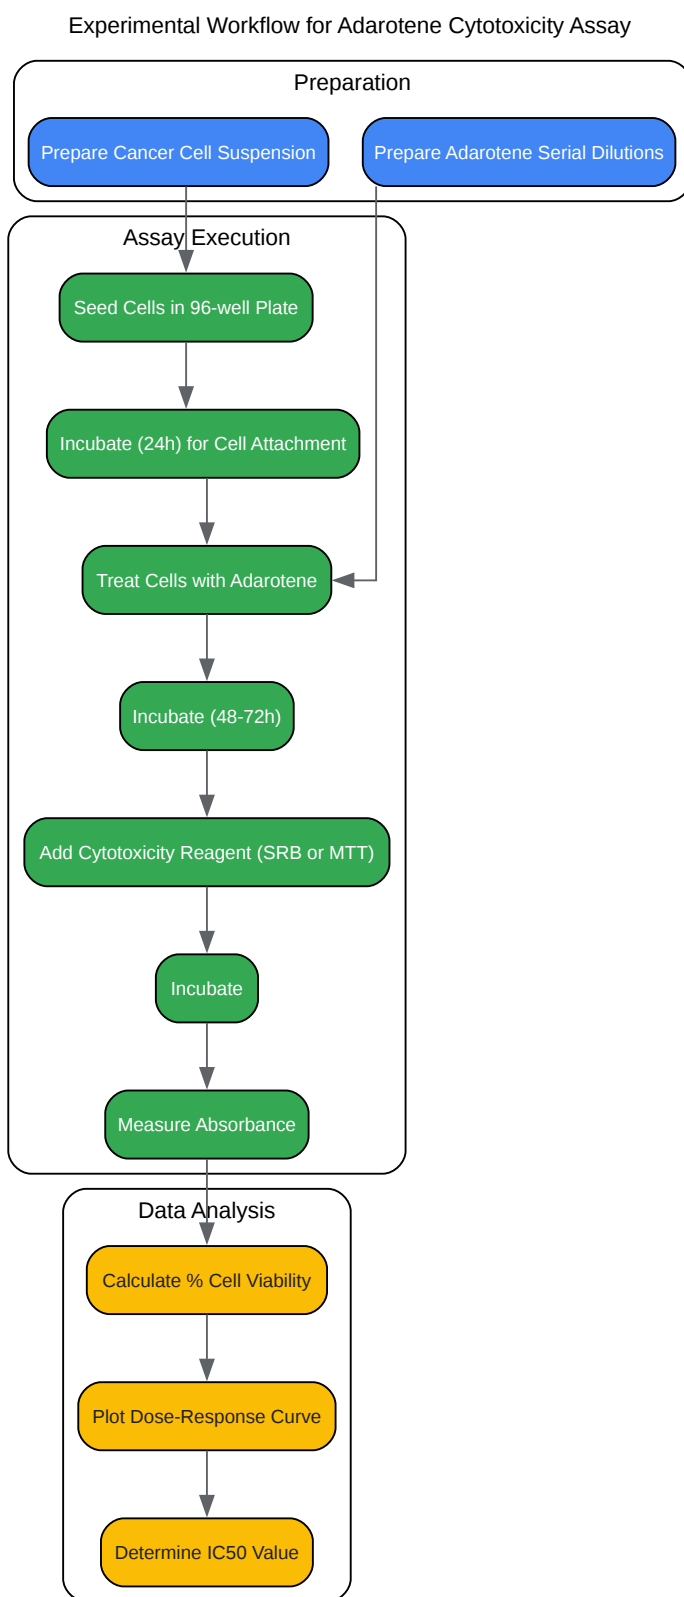 Experimental Workflow for Adarotene Cytotoxicity Assay
Preparation
Prepare Cancer Cell Suspension
Prepare Adarotene Serial Dilutions
Assay Execution
Seed Cells in 96-well Plate
Incubate (24h) for Cell Attachment
Treat Cells with Adarotene
Incubate (48-72h)
Add Cytotoxicity Reagent (SRB or MTT)
Incubate
Measure Absorbance
Data Analysis
Calculate % Cell Viability
Plot Dose-Response Curve
Determine IC50 Value